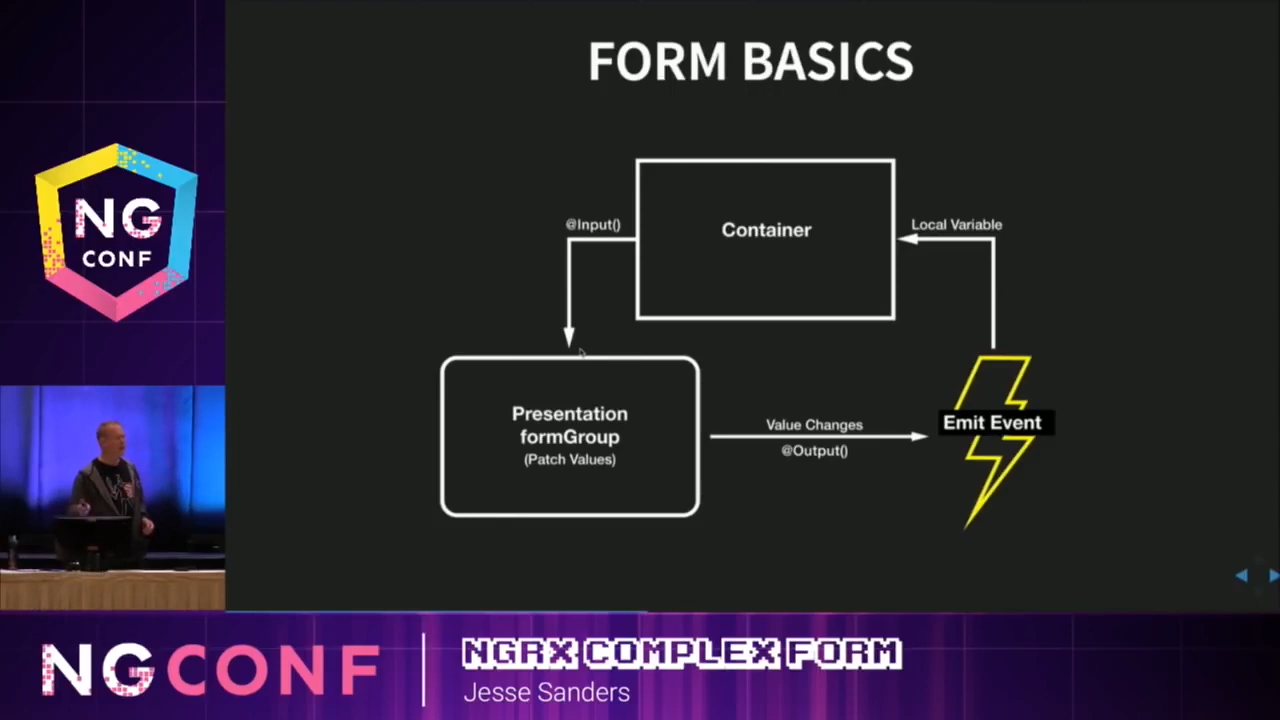 FORM BASICS
NG
CONF
@Input()
Container
Local Variable
Presentation
formGroup
(Patch Values)
Value Changes
@Output()
Emit Event
NGCONF
NGRX COMPLEX FORM
Jesse Sanders